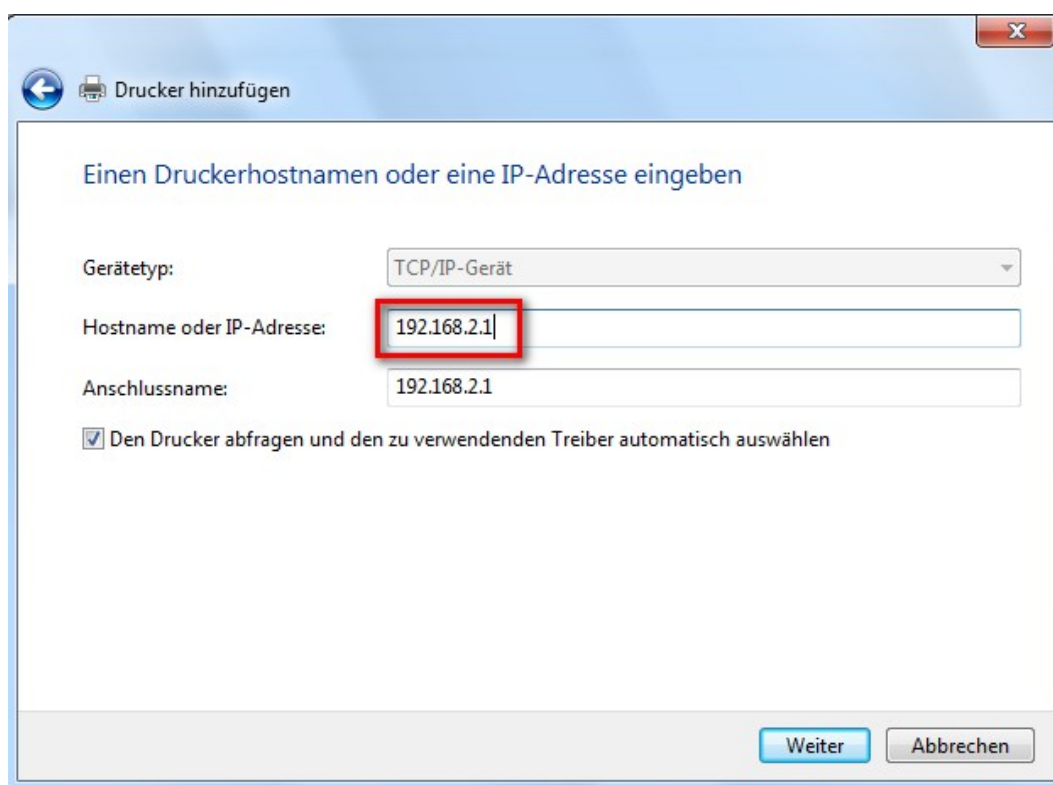 Drucker hinzufügen
Einen Druckerhostnamen oder eine IP-Adresse eingeben
Gerätetyp: TCP/IP-Gerät
Hostname oder IP-Adresse: 192.168.2.1
Anschlussname: 192.168.2.1
Den Drucker abfragen und den zu verwendenden Treiber automatisch auswählen
Weiter Abbrechen